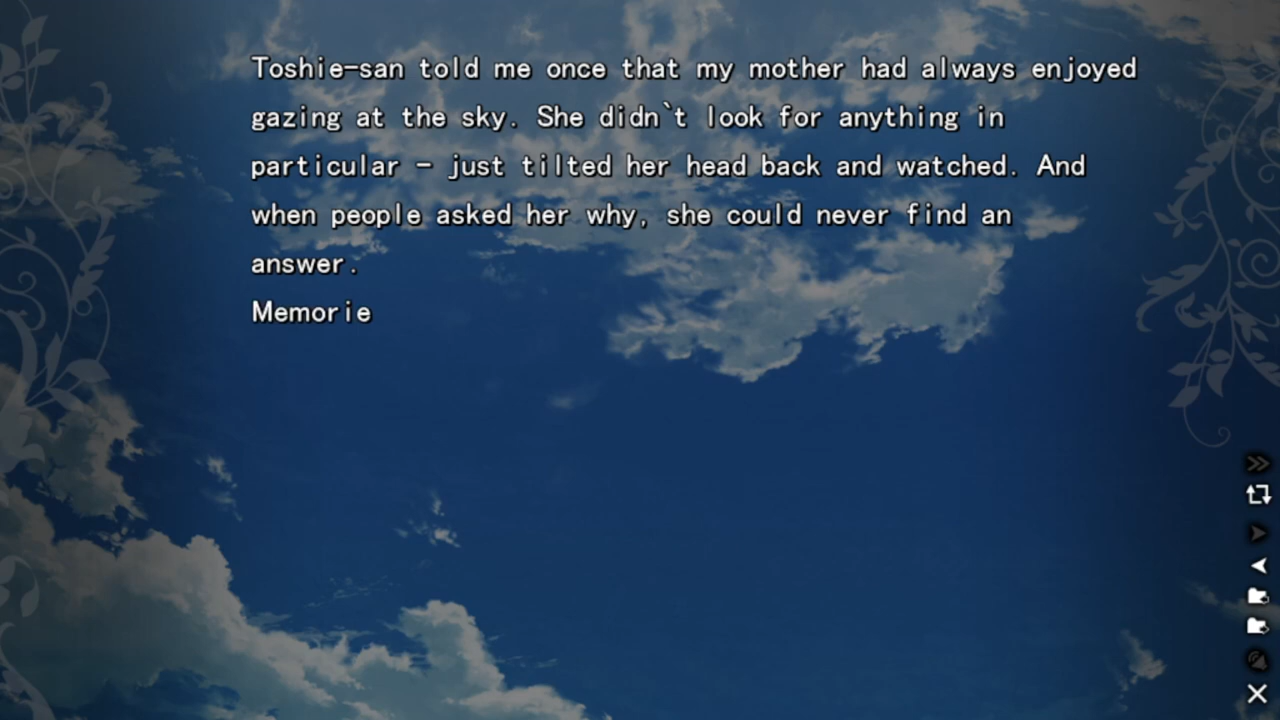 Toshie-san told me once that my mother had always enjoyed
gazing at the sky. She didn`t look for anything in
particular - just tilted her head back and watched. And
when people asked her why, she could never find an
answer.
Memorie